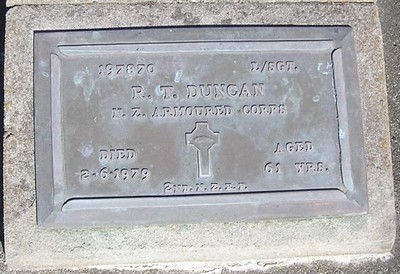 197870 L/SGT.
R. T. DUNCAN
N. Z. ARMOURED CORPS
DIED AGED
2-6-1979 61 YRS.
2ND. N. Z. E. F.